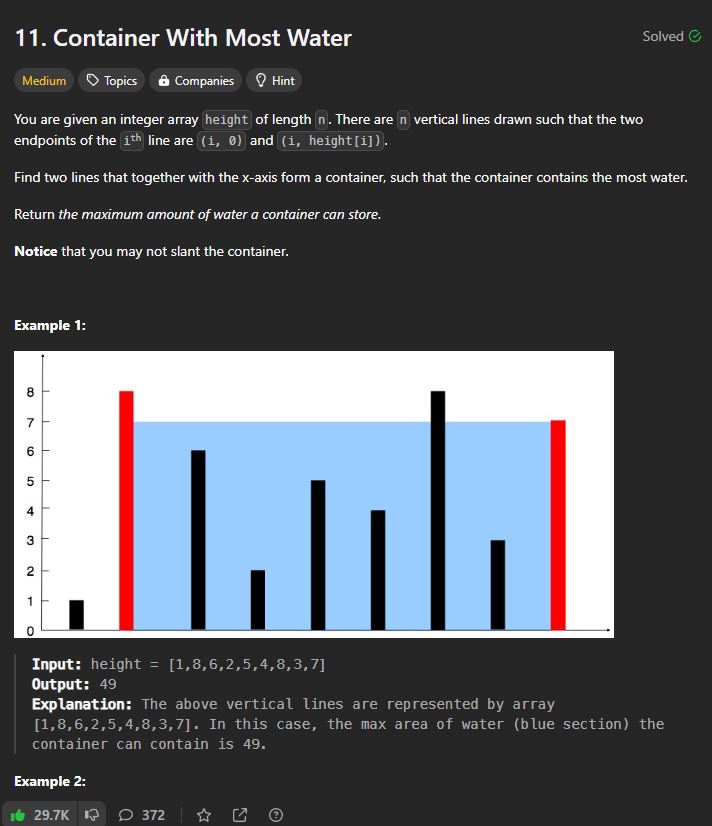 11. Container With Most Water
Solved
Medium
Topics
Companies
Hint
You are given an integer array height of length n. There are n vertical lines drawn such that the two
endpoints of the ith line are (i, 0) and (i, height[i]).
Find two lines that together with the x-axis form a container, such that the container contains the most water.
Return the maximum amount of water a container can store.
Notice that you may not slant the container.
Example 1:
8
7
6
5
4
3
2
1
0
Input: height = [1,8,6,2,5,4,8,3,7]
Output: 49
Explanation: The above vertical lines are represented by array
[1,8,6,2,5,4,8,3,7]. In this case, the max area of water (blue section) the
container can contain is 49.
Example 2:
29.7K
372